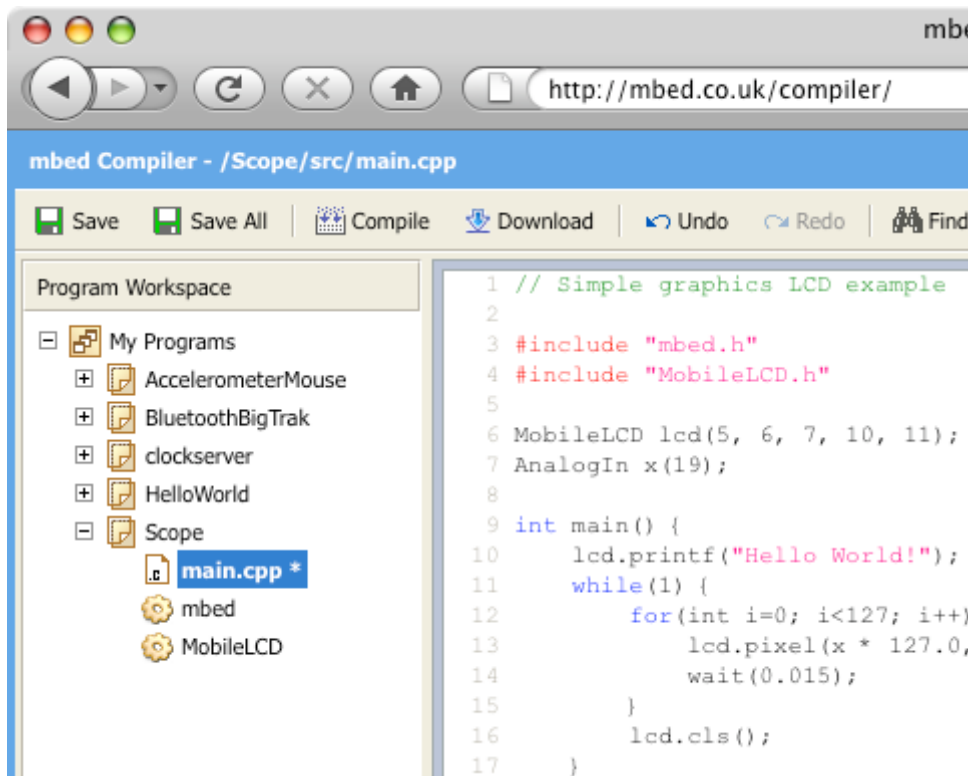 mbe
http://mbed.co.uk/compiler/
mbed Compiler - /Scope/src/main.cpp
Save Save All Compile Download Undo Redo Find
Program Workspace
My Programs
AccelerometerMouse
BluetoothBigTrak
clockserver
HelloWorld
Scope
main.cpp *
mbed
MobileLCD
1 // Simple graphics LCD example
2
3 #include "mbed.h"
4 #include "MobileLCD.h"
5
6 MobileLCD lcd(5, 6, 7, 10, 11);
7 AnalogIn x(19);
8
9 int main() {
10 lcd.printf("Hello World!");
11 while(1) {
12 for(int i=0; i<127; i++)
13 lcd.pixel(x * 127.0,
14 wait(0.015);
15 }
16 lcd.cls();
17 }